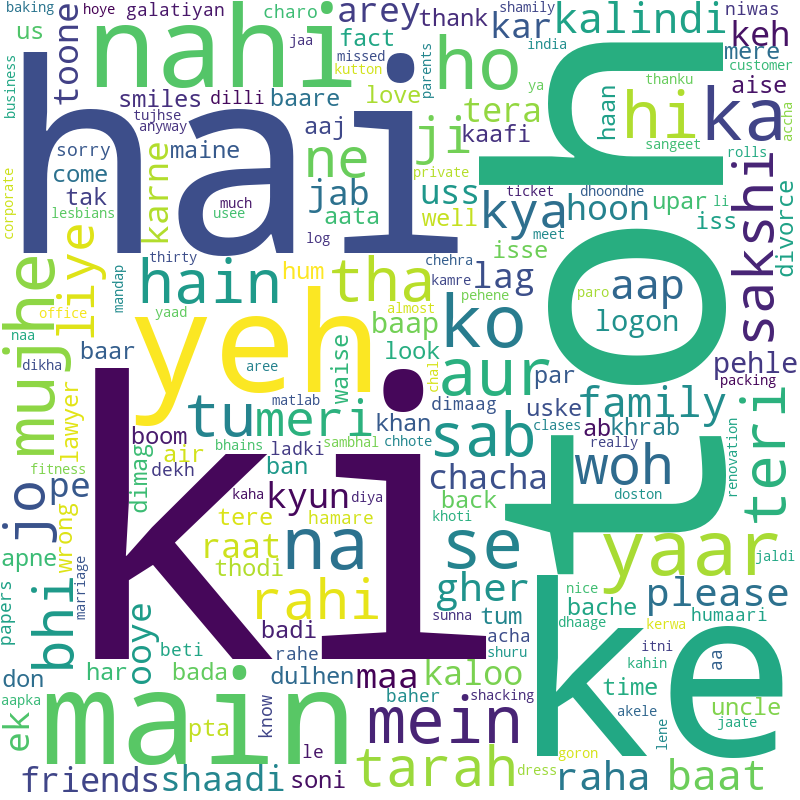 baking
hoye
galatiyan
charo
arey
thank
kar
kalindi
niwas
business
us
toone
nahi
jaa
fact
shamily
india
keh
missed
kutton
parents
ho
ya
mere
customer
smiles
dilli
baare
love
tera
thanku
hai
tujhse
anyway
aaj
ji
kaafi
haan
hi
ka
aise
accha
sorry
maine
ne
private
sangeet
rolls
toh
come
karne
tak
jab
uss
ticket
dhoondne
li
corporate
lesbians
much
usee
aata
well
kya
hoon
upar
iss
sakshi
divorce
log
meet
isse
mujhe
liye
thirty
mandap
hain
hum
tha
chehra
kamre
lag
aap
office
yaad
yeh
almost
pehene
paro
naa
baap
ko
logon
baar
waise
look
pehle
dikha
aree
chal
aur
par
packing
lawyer
matlab
dimaag
tu
meri
khan
chhote
uske
family
clases
ab
khrab
teri
boom
bhains
ladki
sambhal
sab
really
jo
air
dekh
ban
woh
renovation
fitness
pe
dimag
ki
kaha
kyun
diya
chacha
doston
wrong
tere
hamare
back
khoti
na
se
yaar
apne
raat
jaldi
thodi
marriage
rahi
gher
nice
please
bhi
papers
ooye
sunna
tum
bache
dhaage
kerwa
humaari
badi
acha
ke
itni
beti
rahe
shuru
kahin
aa
don
har
bada
dulhen
maa
kaloo
time
aapka
main
baher
shacking
akele
uncle
jaate
ek
pta
know
mein
lene
le
goron
friends
shaadi
soni
tarah
dress
raha
baat